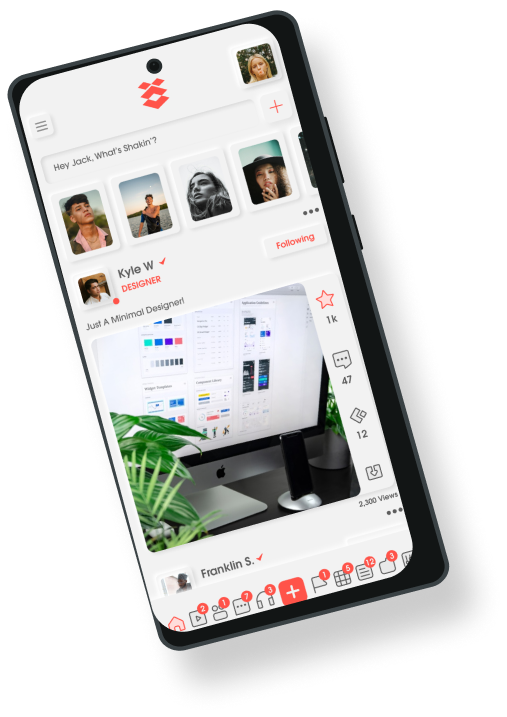 Hey Jack, What's Shakin'?
Kyle W
DESIGNER
Following
Just A Minimal Designer!
1k
47
12
2,300 Views
Franklin S.
2
1
7
3
1
5
12
3